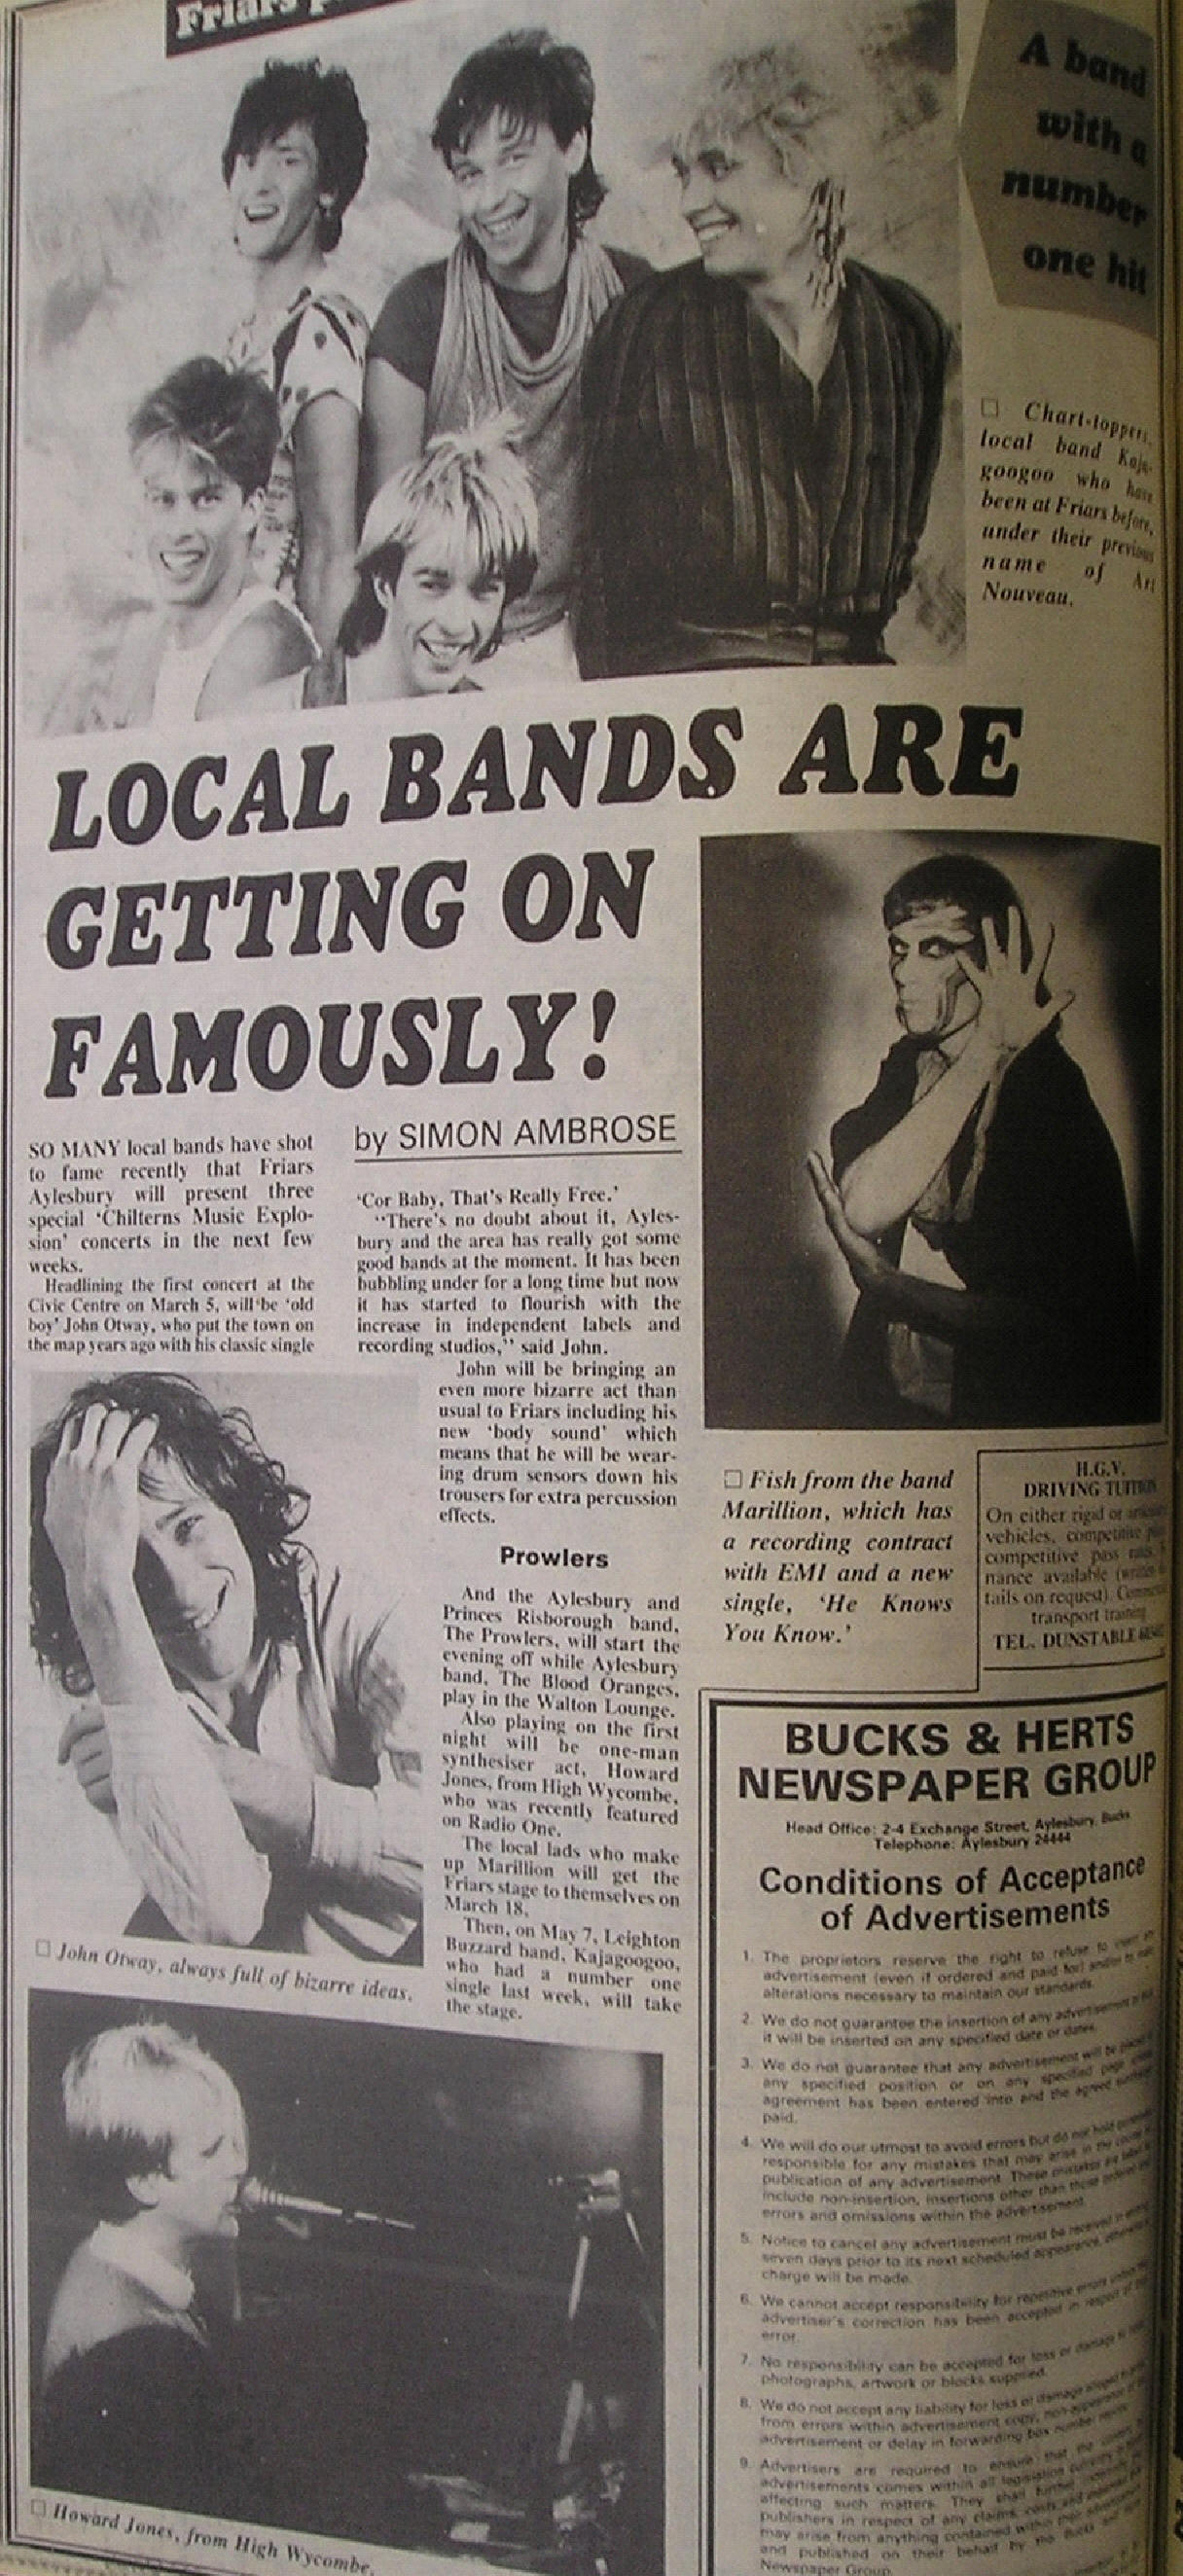 Friars
A band
with a
number
one hit
□ Chart-toppers,
local band Kaja-
googoo who have
been at Friars before,
under their previous
name of Art
Nouveau.
LOCAL BANDS ARE
GETTING ON
FAMOUSLY!
by SIMON AMBROSE
SO MANY local bands have shot
to fame recently that Friars
Aylesbury will present three
special ‘Chilterns Music Explo-
sion’ concerts in the next few
weeks.
Headlining the first concert at the
Civic Centre on March 5, will be ‘old
boy’ John Otway, who put the town on
the map years ago with his classic single
‘Cor Baby, That's Really Free.’
“There's no doubt about it, Ayles-
bury and the area has really got some
good bands at the moment. It has been
bubbling under for a long time but now
it has started to flourish with the
increase in independent labels and
recording studios,” said John.
John will be bringing an
even more bizarre act than
usual to Friars including his
new ‘body sound’ which
means that he will be wear-
ing drum sensors down his
trousers for extra percussion
effects.
Prowlers
And the Aylesbury and
Princes Risborough band,
The Prowlers, will start the
evening off while Aylesbury
band, The Blood Oranges,
play in the Walton Lounge.
Also playing on the first
night will be one-man
synthesiser act, Howard
Jones, from High Wycombe,
who was recently featured
on Radio One.
The local lads who make
up Marillion will get the
Friars stage to themselves on
March 18.
Then, on May 7, Leighton
Buzzard band, Kajagoogoo,
who had a number one
single last week, will take
the stage.
□ John Otway, always full of bizarre ideas.
□ Howard Jones, from High Wycombe.
□ Fish from the band
Marillion, which has
a recording contract
with EMI and a new
single, ‘He Knows
You Know.’
H.G.V.
DRIVING TUITION
On either rigid or
vehicles, competitive
competitive pass rates.
nance available
tails on request).
transport training
TEL. DUNSTABLE
BUCKS & HERTS
NEWSPAPER GROUP
Head Office: 2-4 Exchange Street, Aylesbury, Bucks
Telephone: Aylesbury 24444
Conditions of Acceptance
of Advertisements
1. The proprietors reserve the right to refuse to
advertisement (even if ordered and paid for) and/or to make
alterations necessary to maintain our standards.
2. We do not guarantee the insertion of any advertisement
it will be inserted on any specified date or dates.
3. We do not guarantee that any advertisement will be placed
any specified position or on any specified page
agreement has been entered into and the agreed
paid.
4. We will do our utmost to avoid errors but do not hold
responsible for any mistakes that may arise in the course
publication of any advertisement. These mistakes
include non-insertion, insertions other than those ordered
errors and omissions within the advertisement.
5. Notice to cancel any advertisement must be received
seven days prior to its next scheduled appearance,
charge will be made.
6. We cannot accept responsibility for repetitive errors
advertiser's correction has been accepted in respect of
error.
7. No responsibility can be accepted for loss or damage to
photographs, artwork or blocks supplied.
8. We do not accept any liability for loss or damage
from errors within advertisement copy,
advertisement or delay in forwarding box number
9. Advertisers are required to ensure that the
advertisements comes within all legislation
affecting such matters. They shall further
publishers in respect of any claims, costs and
may arise from anything contained within their
and published on their behalf by the Bucks and
Newspaper Group.